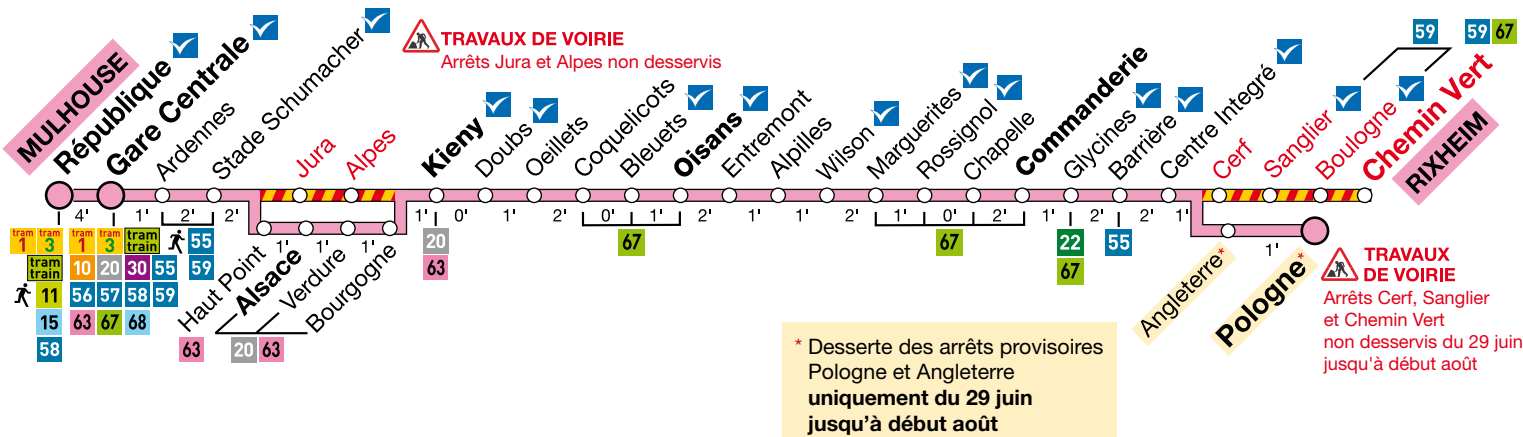 MULHOUSE
République
Gare Centrale
Ardennes
Stade Schumacher
TRAVAUX DE VOIRIE
Arrêts Jura et Alpes non desservis
Jura
Alpes
Kieny
Doubs
Oeillets
Coquelicots
Bleuets
Oisans
Entremont
Alpilles
Wilson
Marguerites
Rossignol
Chapelle
Commanderie
Glycines
Barrière
Centre Integré
Cerf
Sanglier
Boulogne
Chemin Vert
RIXHEIM
59
59 67
4' 1' 2' 2' 1' 1' 1' 1' 0' 1' 2' 0' 1' 2' 1' 1' 2' 1' 0' 2' 1' 2' 2' 1' 1'
tram 1 tram 3
tram train
11
15
58
tram 1 tram 3 tram train
10 20 30 55
56 57 58 59
63 67 68
55
59
Haut Point
Alsace
Verdure
Bourgogne
63
20 63
20
63
67
67
22
67
55
Angleterre*
Pologne*
TRAVAUX
DE VOIRIE
Arrêts Cerf, Sanglier
et Chemin Vert
non desservis du 29 juin
jusqu'à début août
* Desserte des arrêts provisoires
Pologne et Angleterre
uniquement du 29 juin
jusqu’à début août